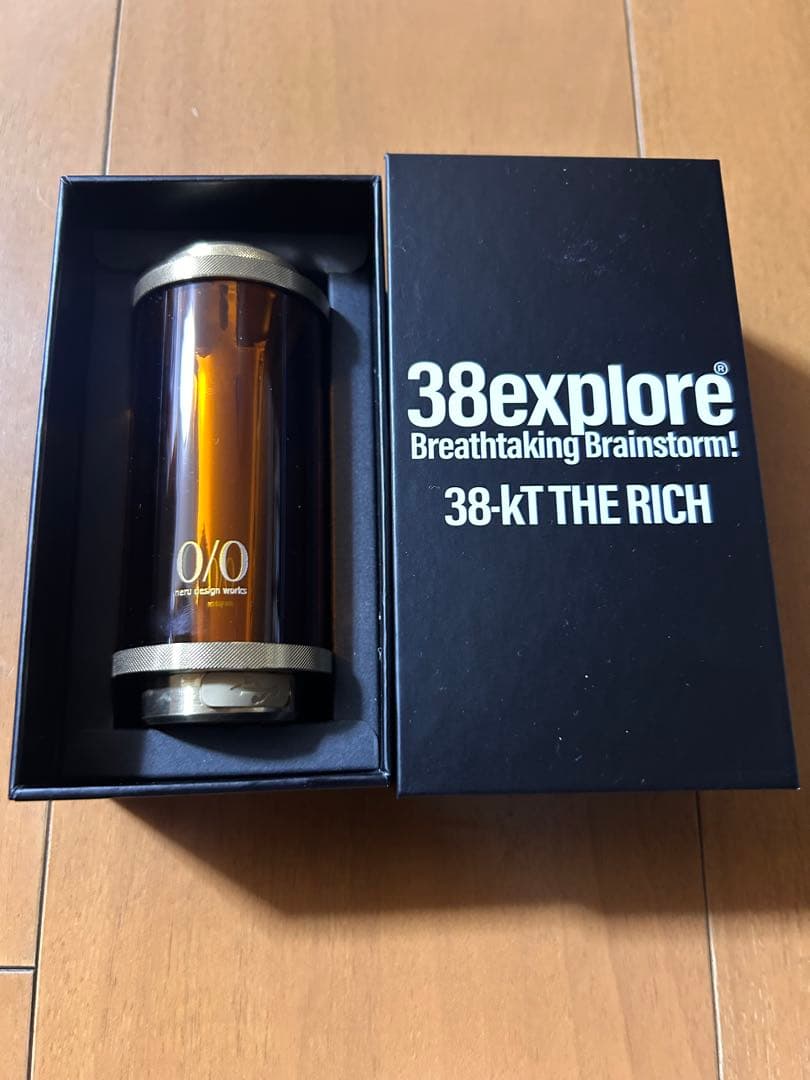 0/0
neru design works
38explore®
Breathtaking Brainstorm!
38-kT THE RICH